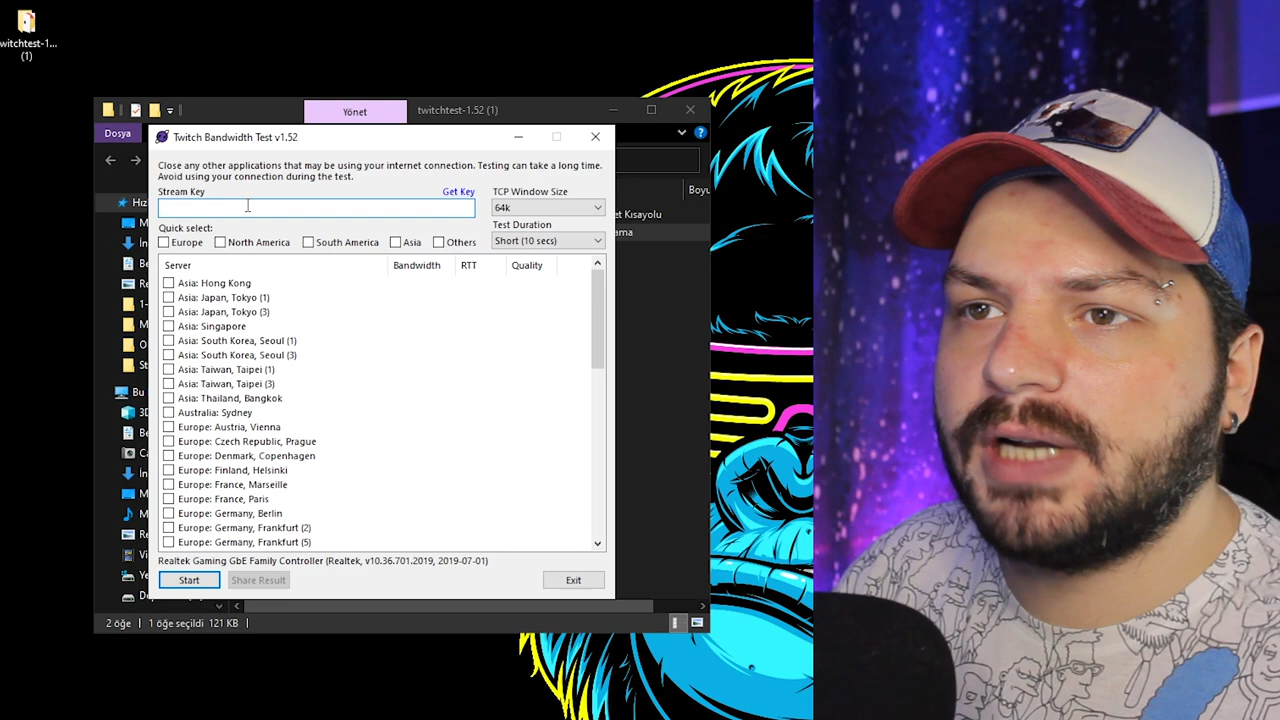 witchtest-1...
(1)
Yönet
twitchtest-1.52 (1)
Dosya
Twitch Bandwidth Test v1.52
Close any other applications that may be using your internet connection. Testing can take a long time.
Avoid using your connection during the test.
Stream Key
Get Key
TCP Window Size
64k
Quick select:
Test Duration
Europe
North America
South America
Asia
Others
Short (10 secs)
Server
Bandwidth
RTT
Quality
Boyu
Asia: Hong Kong
Asia: Japan, Tokyo (1)
Asia: Japan, Tokyo (3)
Asia: Singapore
Asia: South Korea, Seoul (1)
Asia: South Korea, Seoul (3)
Asia: Taiwan, Taipei (1)
Asia: Taiwan, Taipei (3)
Asia: Thailand, Bangkok
Australia: Sydney
Europe: Austria, Vienna
Europe: Czech Republic, Prague
Europe: Denmark, Copenhagen
Europe: Finland, Helsinki
Europe: France, Marseille
Europe: France, Paris
Europe: Germany, Berlin
Europe: Germany, Frankfurt (2)
Europe: Germany, Frankfurt (5)
Realtek Gaming GbE Family Controller (Realtek, v10.36.701.2019, 2019-07-01)
Start
Share Result
Exit
et Kısayolu
ama
Hız
Bu
2 öğe
1 öğe seçildi 121 KB